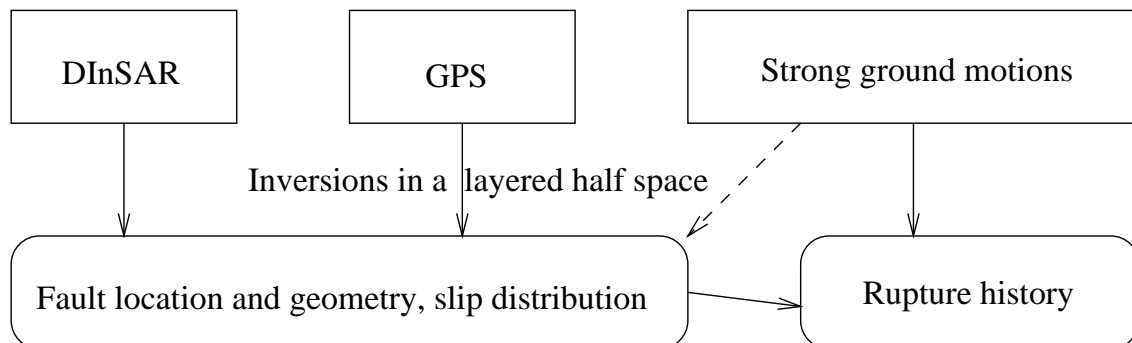 DInSAR
GPS
Strong ground motions
Inversions in a layered half space
Fault location and geometry, slip distribution
Rupture history